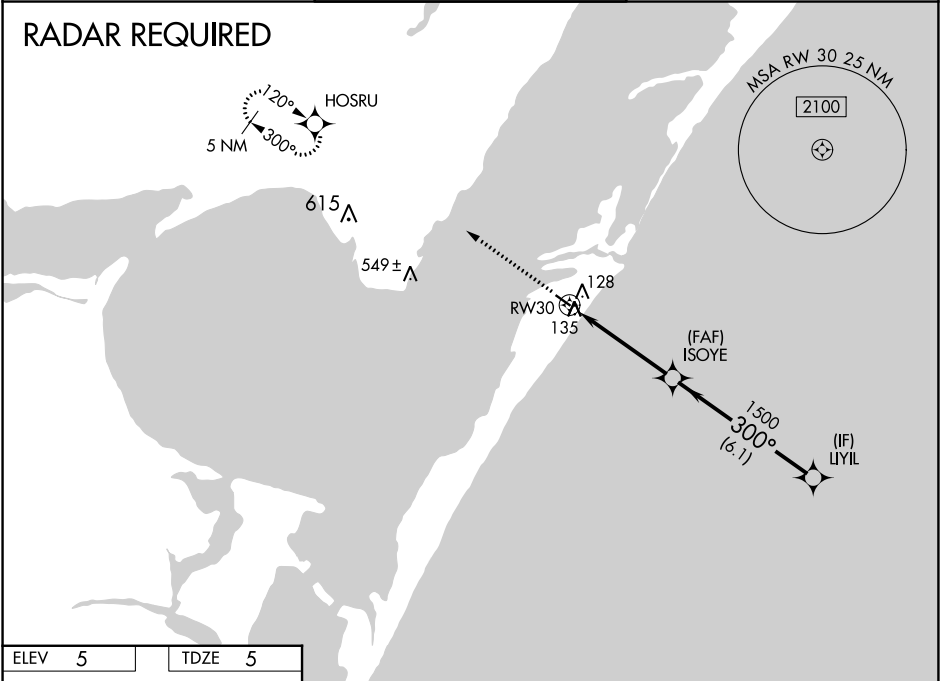 RADAR REQUIRED
MSA RW 30 25 NM
2100
120°
HOSRU
300°
5 NM
615
549±
128
RW30
135
(FAF)
ISOYE
1500
300°
(6.1)
(IF)
LIYIL
ELEV 5
TDZE 5